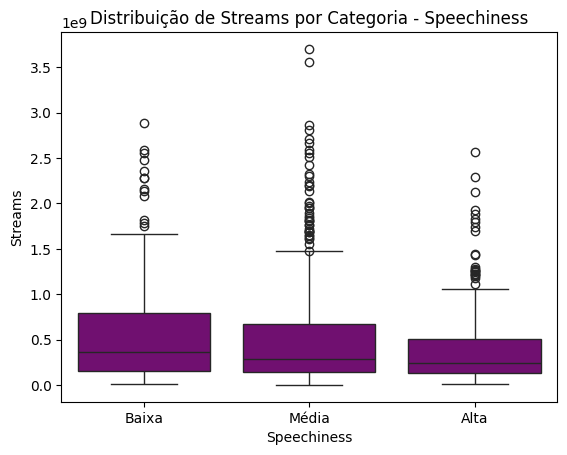 Distribuição de Streams por Categoria - Speechiness
1e9
3.5
3.0
2.5
2.0
1.5
1.0
0.5
0.0
Streams
Baixa Média Alta
Speechiness